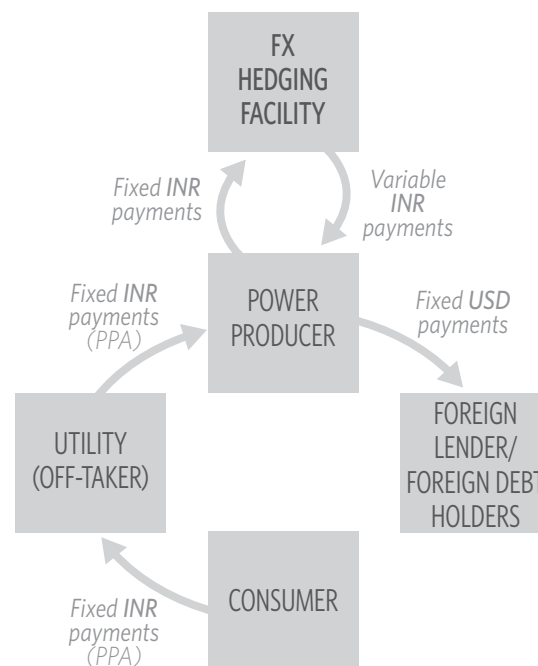 FX
HEDGING
FACILITY
Fixed INR
payments
Variable
INR
payments
Fixed INR
payments
(PPA)
POWER
PRODUCER
Fixed USD
payments
UTILITY
(OFF-TAKER)
FOREIGN
LENDER/
FOREIGN DEBT
HOLDERS
Fixed INR
payments
(PPA)
CONSUMER